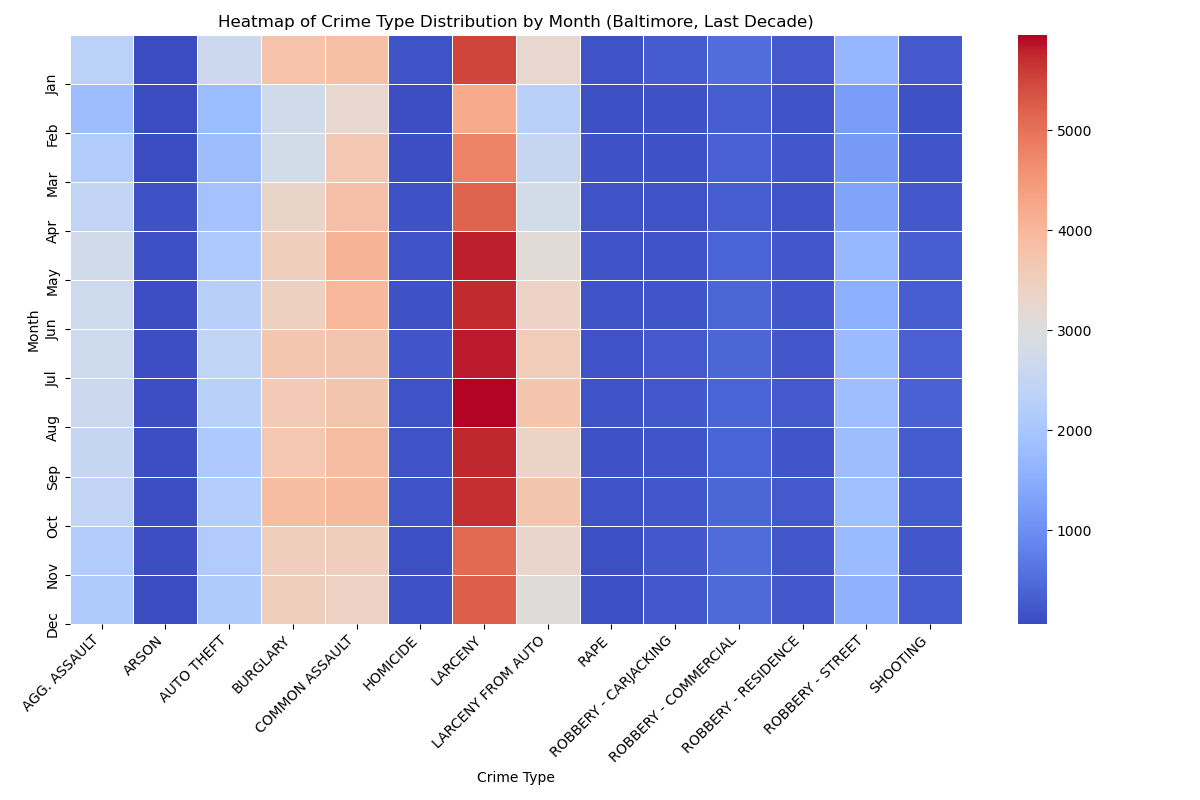 Heatmap of Crime Type Distribution by Month (Baltimore, Last Decade)
Month
Jan
Feb
Mar
Apr
May
Jun
Jul
Aug
Sep
Oct
Nov
Dec
AGG. ASSAULT
ARSON
AUTO THEFT
BURGLARY
COMMON ASSAULT
HOMICIDE
LARCENY
LARCENY FROM AUTO
RAPE
ROBBERY - CARJACKING
ROBBERY - COMMERCIAL
ROBBERY - RESIDENCE
ROBBERY - STREET
SHOOTING
Crime Type
5000
4000
3000
2000
1000